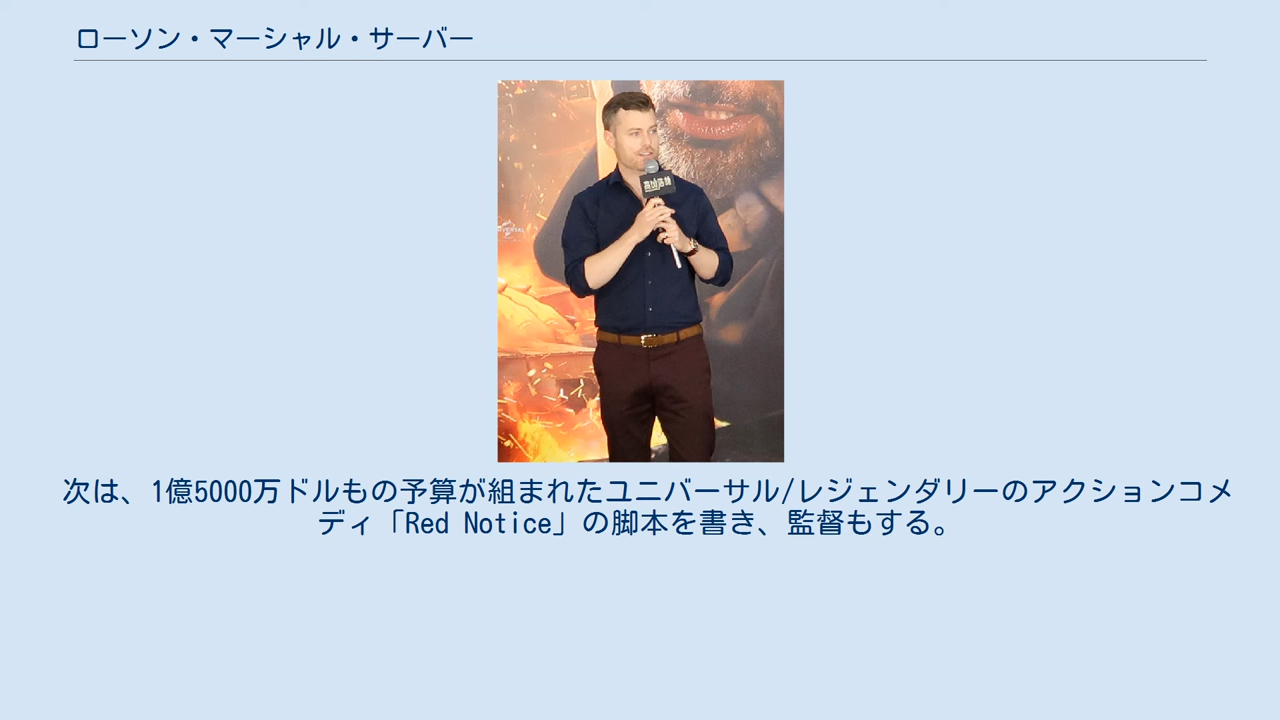 ローソン・マーシャル・サーバー
次は、1億5000万ドルもの予算が組まれたユニバーサル/レジェンダリーのアクションコメ
ディ「Red Notice」の脚本を書き、監督もする。